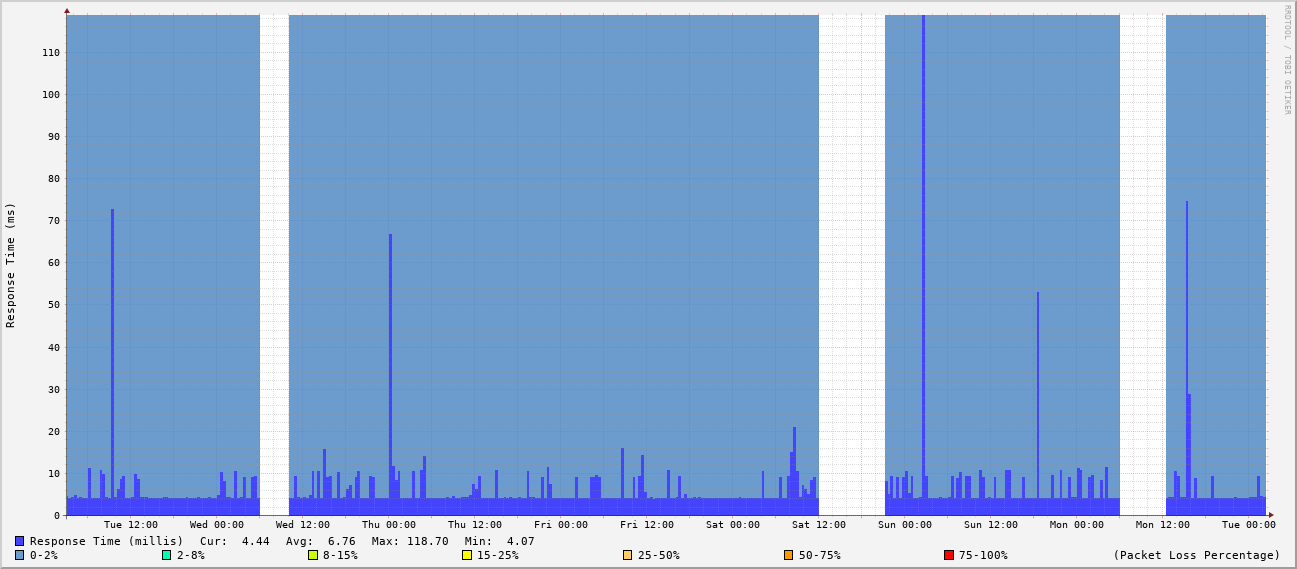 RRDTOOL / TOBI OETIKER
Response Time (ms)
110
100
90
80
70
60
50
40
30
20
10
0
Tue 12:00 Wed 00:00 Wed 12:00 Thu 00:00 Thu 12:00 Fri 00:00 Fri 12:00 Sat 00:00 Sat 12:00 Sun 00:00 Sun 12:00 Mon 00:00 Mon 12:00 Tue 00:00
Response Time (millis) Cur: 4.44 Avg: 6.76 Max: 118.70 Min: 4.07
0-2% 2-8% 8-15% 15-25% 25-50% 50-75% 75-100% (Packet Loss Percentage)